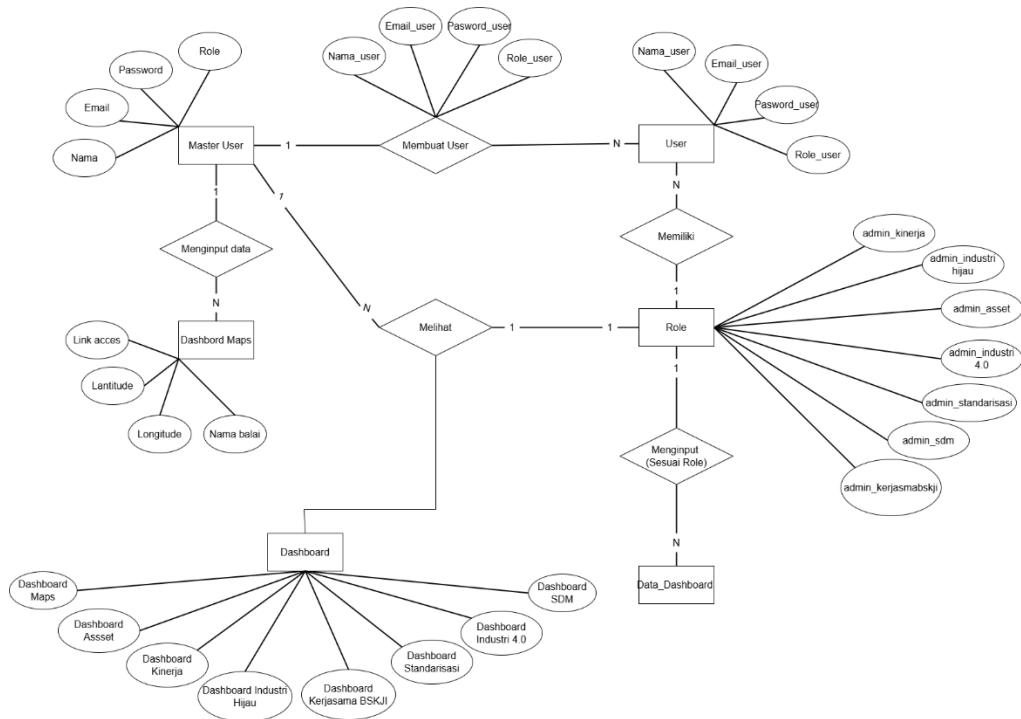 Email_user
Pasword_user
Role
Nama_user
Role_user
Password
Nama_user
Email_user
Email
Pasword_user
Master User
1
Membuat User
N
User
Nama
Role_user
1
1
N
Menginput data
Memiliki
admin_kinerja
admin_industri
hijau
N
N
1
admin_asset
Link acces
Dashbord Maps
Melihat
1
1
Role
admin_industri
4.0
1
Lantitude
admin_standarisasi
Longitude
Nama balai
admin_sdm
Menginput
(Sesuai Role)
admin_kerjasmabskji
N
Dashboard
Data_Dashboard
Dashboard
Maps
Dashboard
SDM
Dashboard
Assset
Dashboard
Industri 4.0
Dashboard
Kinerja
Dashboard
Standarisasi
Dashboard Industri
Hijau
Dashboard
Kerjasama BSKJI